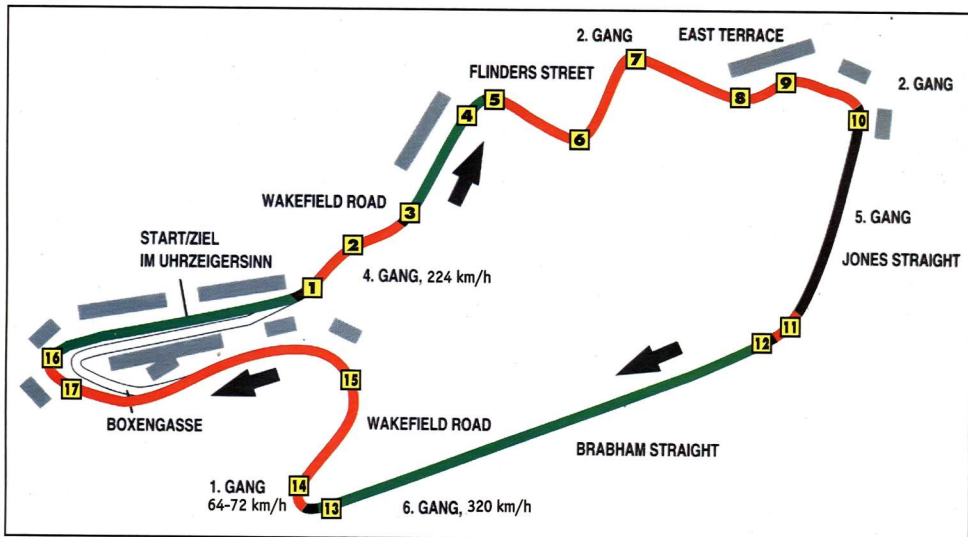 2. GANG
EAST TERRACE
FLINDERS STREET
7
9
8
2. GANG
5
4
10
6
WAKEFIELD ROAD
3
5. GANG
START/ZIEL
IM UHRZEIGERSINN
2
JONES STRAIGHT
1
4. GANG, 224 km/h
11
12
16
17
15
BOXENGASSE
WAKEFIELD ROAD
BRABHAM STRAIGHT
1. GANG
64-72 km/h
14
13
6. GANG, 320 km/h